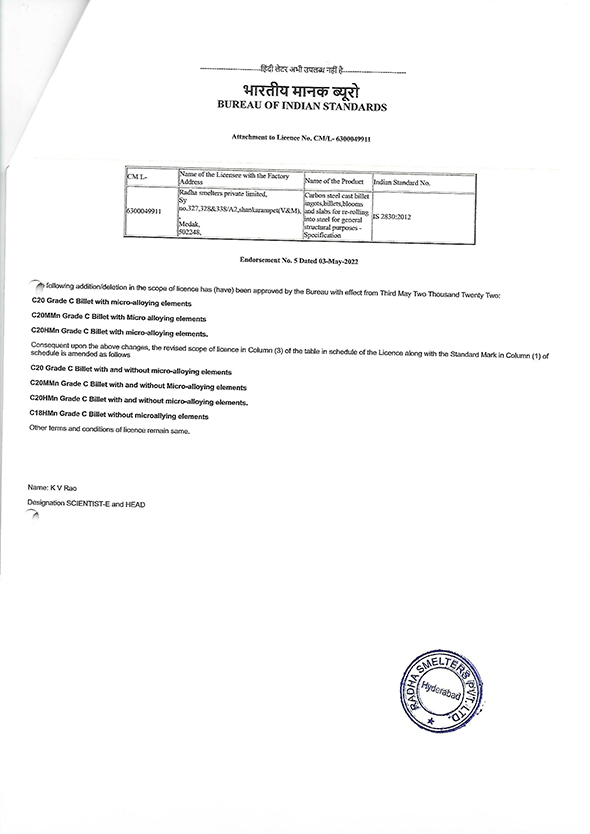 --------------------हिंदी लेटर अभी उपलब्ध नहीं है--------------------
भारतीय मानक ब्यूरो
BUREAU OF INDIAN STANDARDS
Attachment to Licence No. CM/L- 6300049911
CM L-
Name of the Licensee with the Factory
Address
Name of the Product
Indian Standard No.
6300049911
Radha smelters private limited,
Sy
no.327,328&338/A2,shankarampet(V&M),
,
Medak,
502248,
Carbon steel cast billet
ingots,billets,blooms
and slabs for re-rolling
into steel for general
structural purposes -
Specification
IS 2830:2012
Endorsement No. 5 Dated 03-May-2022
following addition/deletion in the scope of licence has (have) been approved by the Bureau with effect from Third May Two Thousand Twenty Two:
C20 Grade C Billet with micro-alloying elements
C20MMn Grade C Billet with Micro alloying elements
C20HMn Grade C Billet with micro-alloying elements.
Consequent upon the above changes, the revised scope of licence in Column (3) of the table in schedule of the Licence along with the Standard Mark in Column (1) of
schedule is amended as follows
C20 Grade C Billet with and without micro-alloying elements
C20MMn Grade C Billet with and without Micro-alloying elements
C20HMn Grade C Billet with and with micro-alloying elements.
C18HMn Grade C Billet without microallying elements
Other terms and conditions of licence remain same.
Name: K V Rao
Designation SCIENTIST-E and HEAD
RADHA SMELTERS (PVT. LTD.
Hyderabad